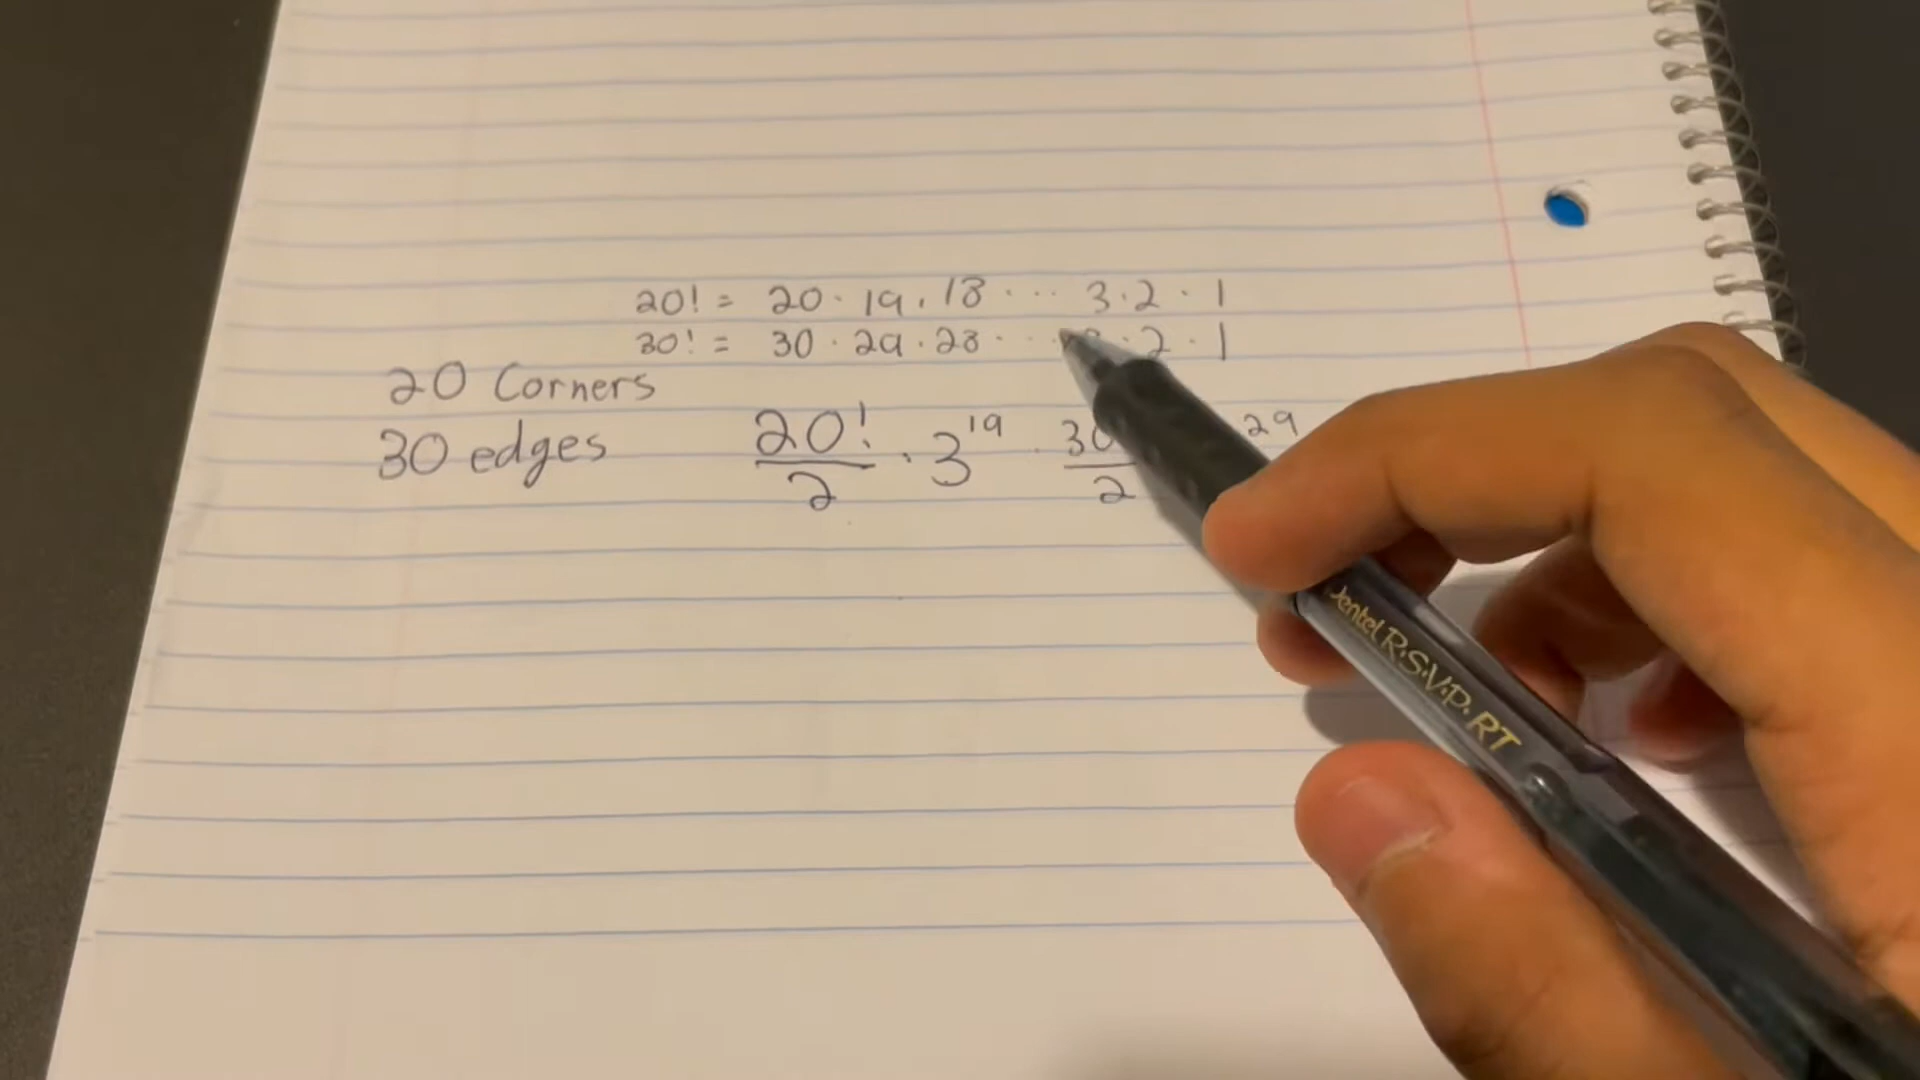 20! = 20 · 19 · 18 · ··· 3 · 2 · 1
30! = 30 · 29 · 28 · ·· · 2 · 1
20 Corners
30 edges
20!/2 · 3^19 · 30/2 29
Pentel R.S.V.P. RT